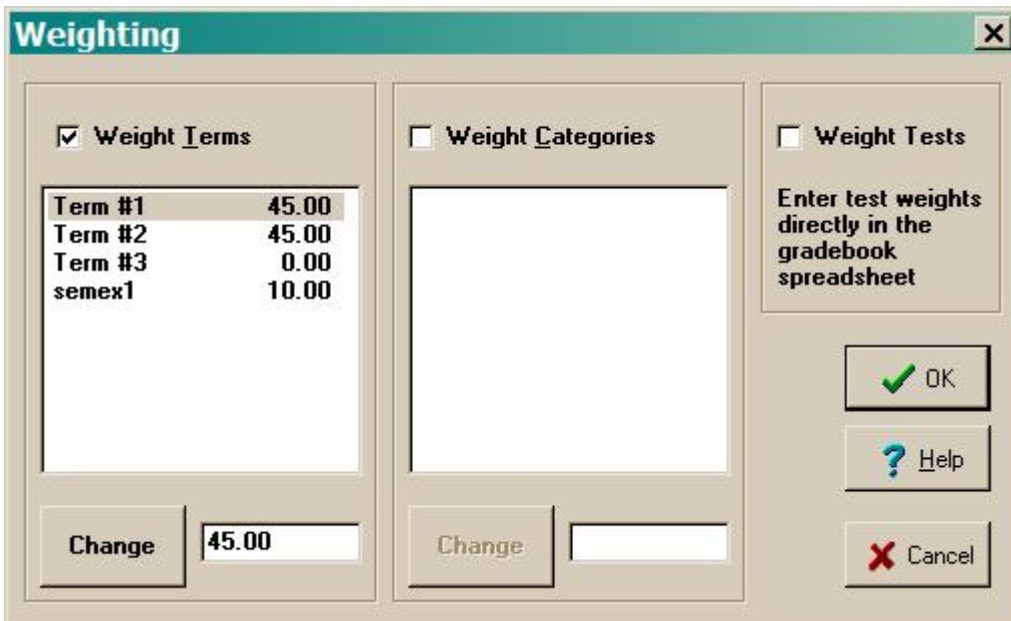 Weighting
Weight Terms
Term #1 45.00
Term #2 45.00
Term #3 0.00
semex1 10.00
Change
45.00
Weight Categories
Change
Weight Tests
Enter test weights
directly in the
gradebook
spreadsheet
OK
? Help
Cancel